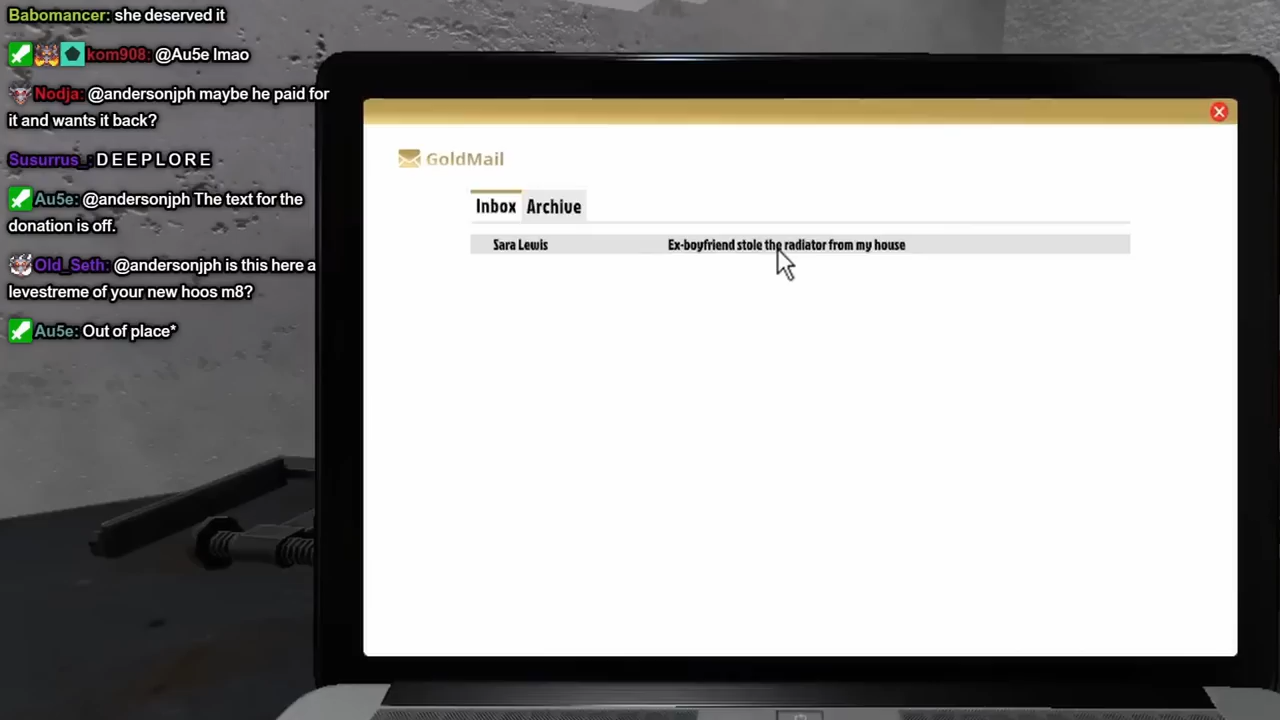 Babomancer: she deserved it
kom908: @Au5e lmao
Nodja: @andersonjph maybe he paid for
it and wants it back?
Susurrus_: D E E P L O R E
Au5e: @andersonjph The text for the
donation is off.
Old_Seth: @andersonjph is this here a
levestreme of your new hoos m8?
Au5e: Out of place*
GoldMail
Inbox Archive
Sara Lewis Ex-boyfriend stole the radiator from my house